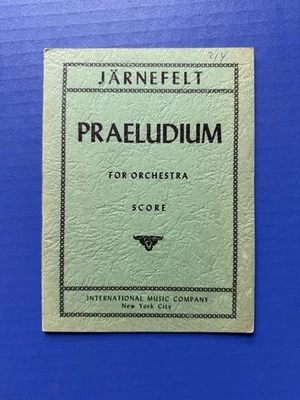 JÄRNEFELT
PRAELUDIUM
FOR ORCHESTRA
SCORE
INTERNATIONAL MUSIC COMPANY
New York City